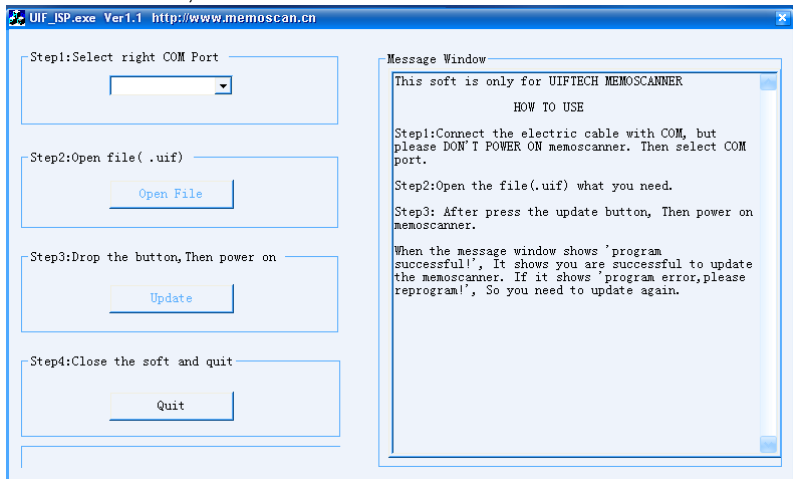 UIF_ISP.exe Ver1.1 http://www.memoscan.cn
Step1:Select right COM Port
Step2:Open file( .uif)
Open File
Step3:Drop the button,Then power on
Update
Step4:Close the soft and quit
Quit
Message Window
This soft is only for UIFTECH MEMOSCANNER
HOW TO USE
Step1:Connect the electric cable with COM, but
please DON'T POWER ON memoscanner. Then select COM
port.
Step2:Open the file(.uif) what you need.
Step3: After press the update button, Then power on
memoscanner.
When the message window shows 'program
successful!', It shows you are successful to update
the memoscanner. If it shows 'program error,please
reprogram!', So you need to update again.